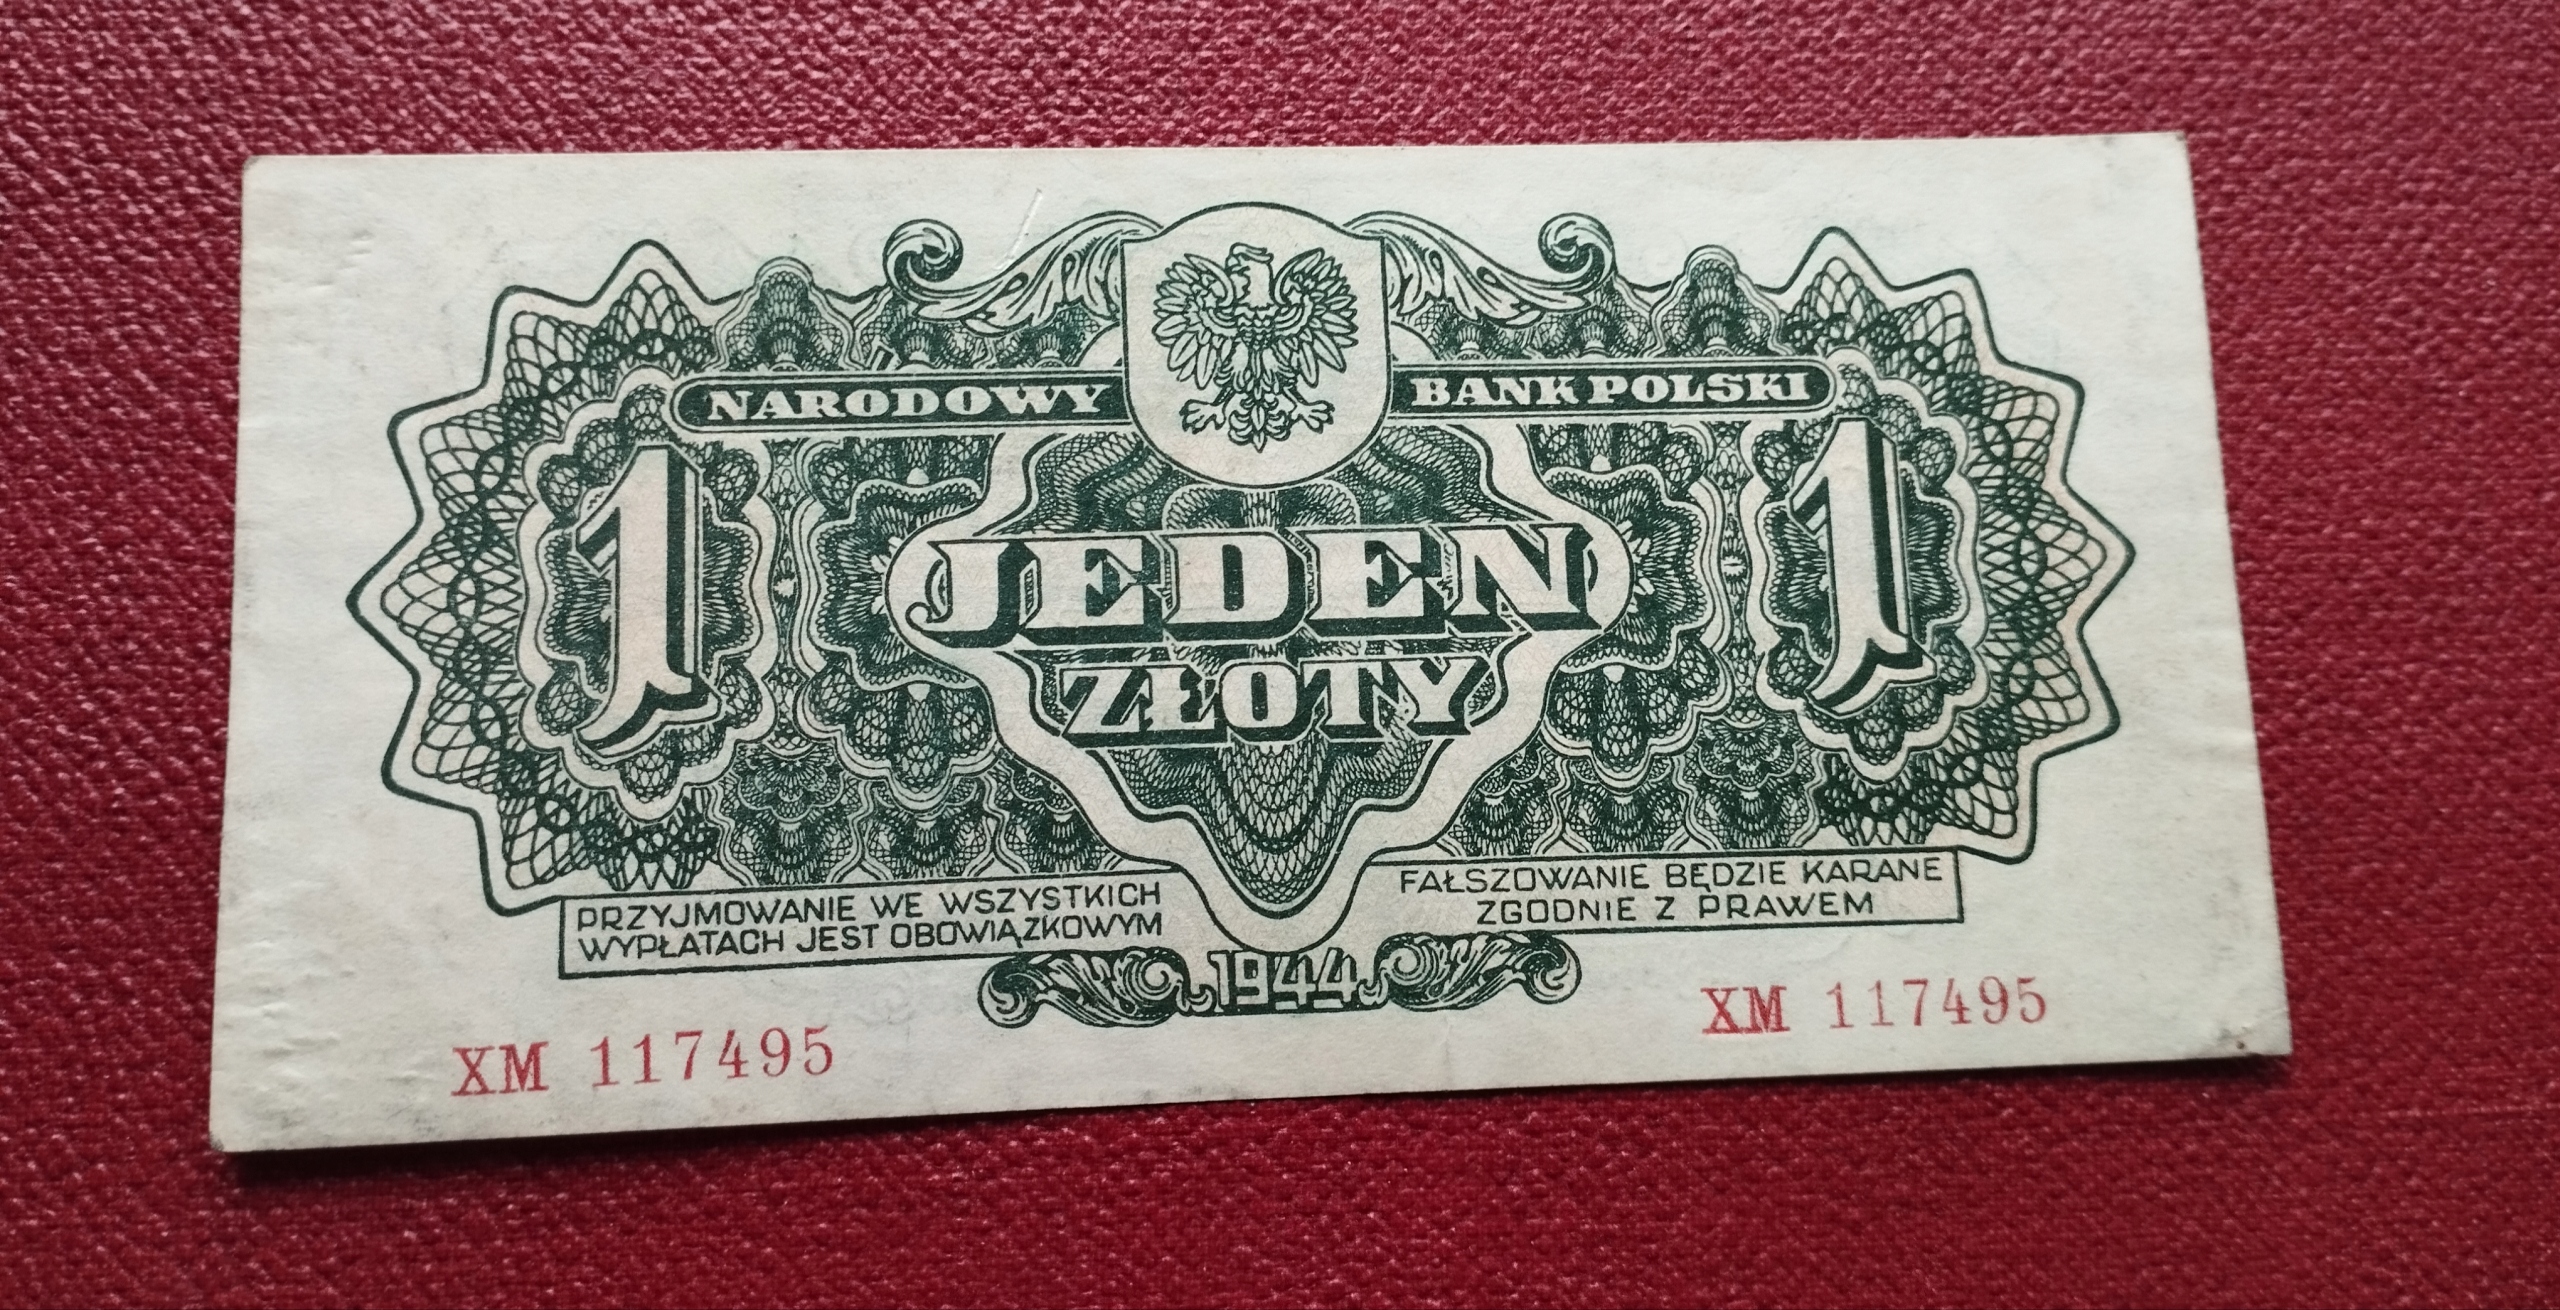 NARODOWY BANK POLSKI
1 1
JEDEN
ZŁOTY
PRZYJMOWANIE WE WSZYSTKICH
WYPŁATACH JEST OBOWIĄZKOWYM
FAŁSZOWANIE BĘDZIE KARANE
ZGODNIE Z PRAWEM
1944
XM 117495
XM 117495